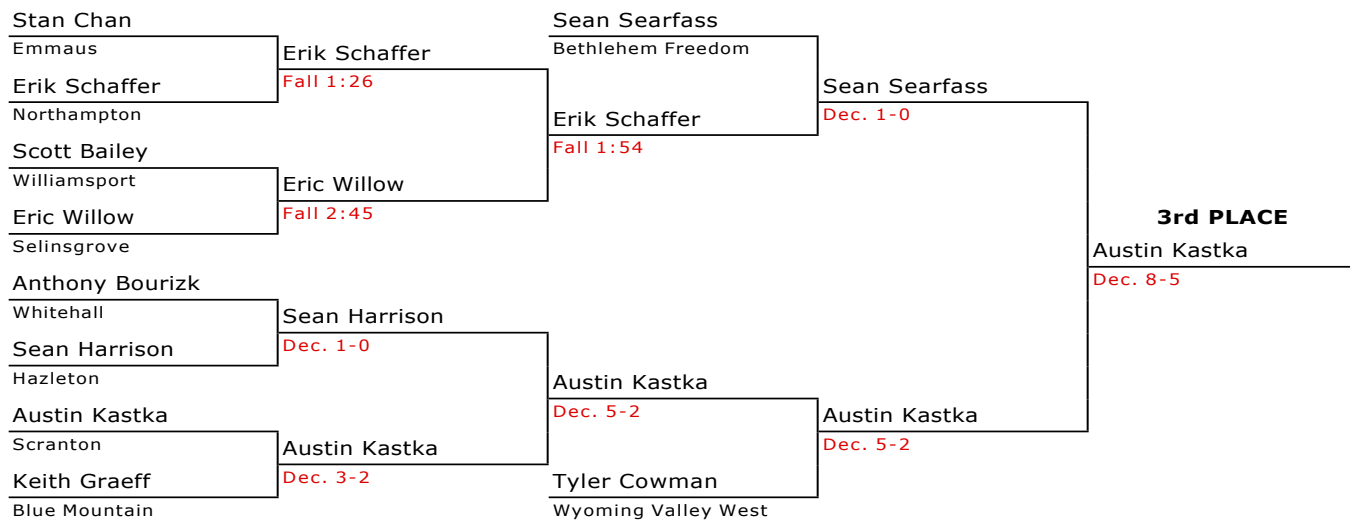 Stan Chan
Emmaus
Erik Schaffer
Northampton
Scott Bailey
Williamsport
Eric Willow
Selinsgrove
Anthony Bourizk
Whitehall
Sean Harrison
Hazleton
Austin Kastka
Scranton
Keith Graeff
Blue Mountain
Erik Schaffer
Fall 1:26
Eric Willow
Fall 2:45
Sean Harrison
Dec. 1-0
Austin Kastka
Dec. 3-2
Sean Searfass
Bethlehem Freedom
Erik Schaffer
Fall 1:54
Austin Kastka
Dec. 5-2
Tyler Cowman
Wyoming Valley West
Sean Searfass
Dec. 1-0
Austin Kastka
Dec. 5-2
3rd PLACE
Austin Kastka
Dec. 8-5